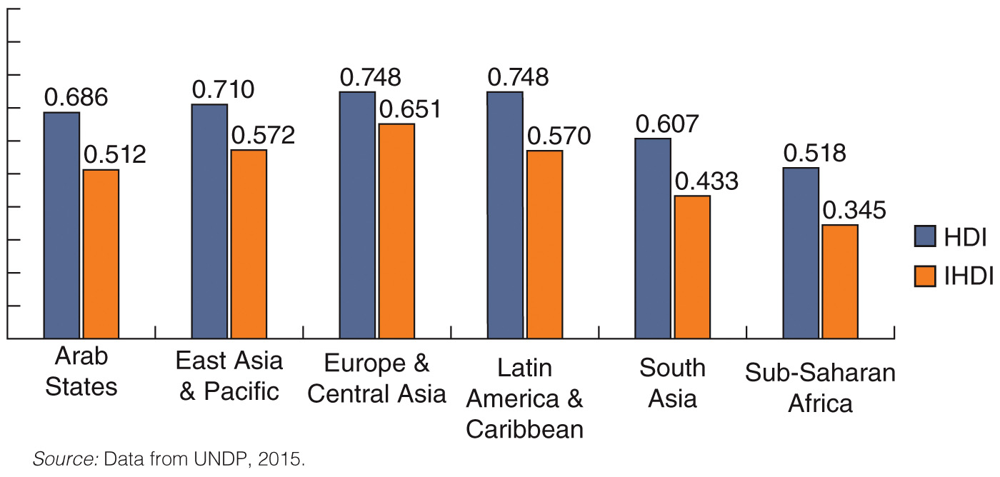 0.686
0.512
0.710
0.572
0.748
0.651
0.748
0.570
0.607
0.433
0.518
0.345
HDI
IHDI
Arab
States
East Asia
& Pacific
Europe &
Central Asia
Latin
America &
Caribbean
South
Asia
Sub-Saharan
Africa
Source: Data from UNDP, 2015.